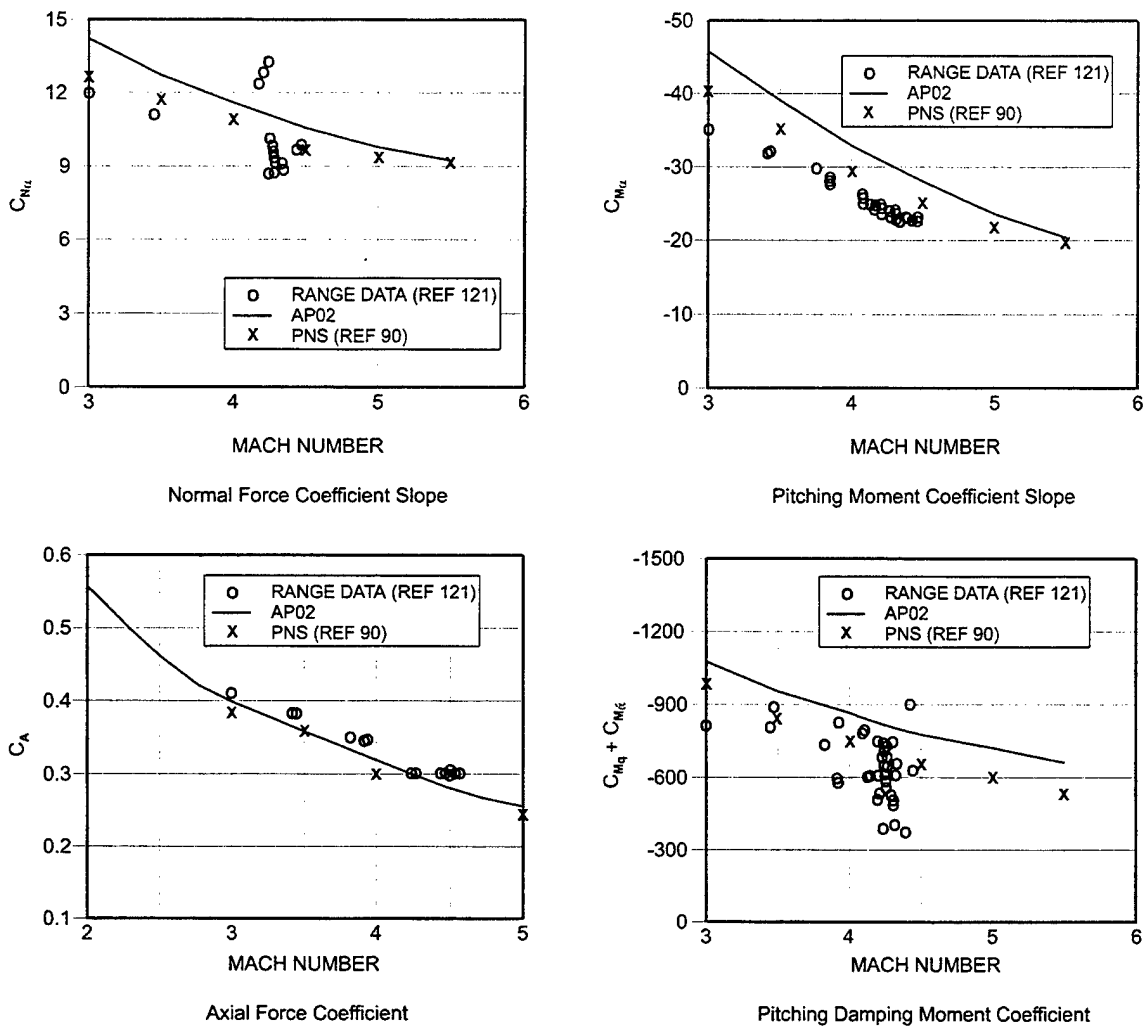 15
12
9
6
3
0
C_Nα
RANGE DATA (REF 121)
AP02
PNS (REF 90)
3 4 5 6
MACH NUMBER
Normal Force Coefficient Slope
-50
-40
-30
-20
-10
0
C_Mα
RANGE DATA (REF 121)
AP02
PNS (REF 90)
3 4 5 6
MACH NUMBER
Pitching Moment Coefficient Slope
0.6
0.5
0.4
0.3
0.2
0.1
C_A
RANGE DATA (REF 121)
AP02
PNS (REF 90)
2 3 4 5
MACH NUMBER
Axial Force Coefficient
-1500
-1200
-900
-600
-300
0
C_Mq + C_Mα̇
RANGE DATA (REF 121)
AP02
PNS (REF 90)
3 4 5 6
MACH NUMBER
Pitching Damping Moment Coefficient